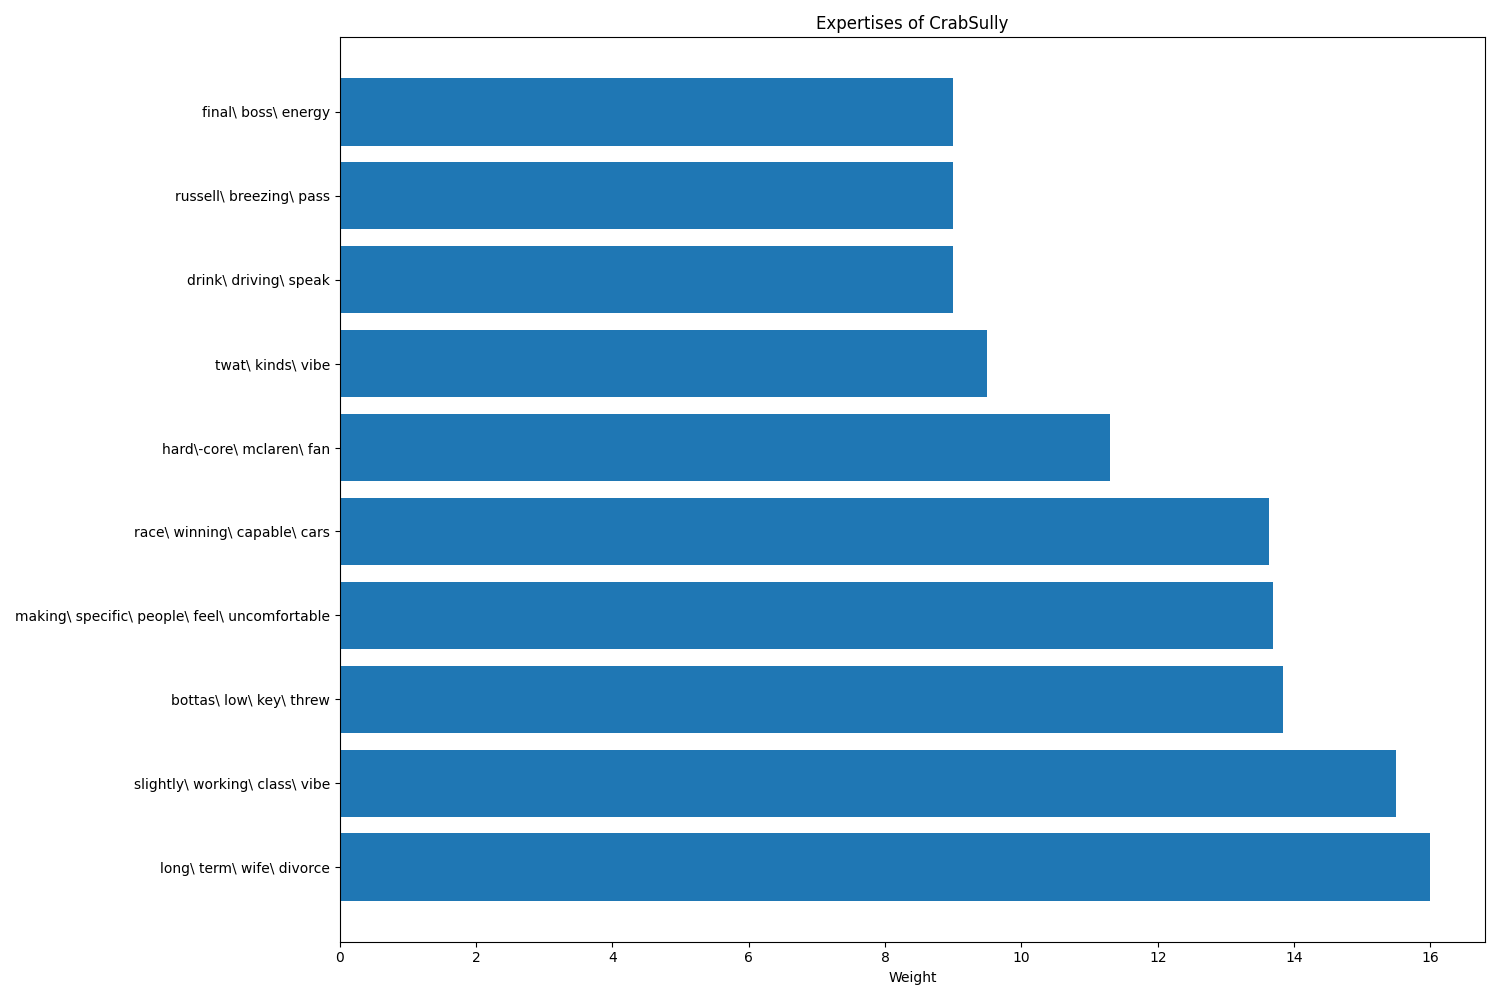 Expertises of CrabSully
final\ boss\ energy
russell\ breezing\ pass
drink\ driving\ speak
twat\ kinds\ vibe
hard\-core\ mclaren\ fan
race\ winning\ capable\ cars
making\ specific\ people\ feel\ uncomfortable
bottas\ low\ key\ threw
slightly\ working\ class\ vibe
long\ term\ wife\ divorce
0 2 4 6 8 10 12 14 16
Weight